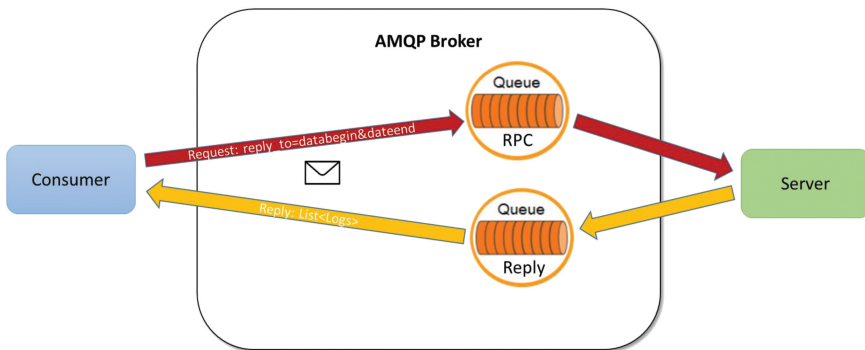 AMQP Broker
Queue
RPC
Request: reply_to=databegin&dateend
Consumer
Server
Reply: List<Logs>
Queue
Reply